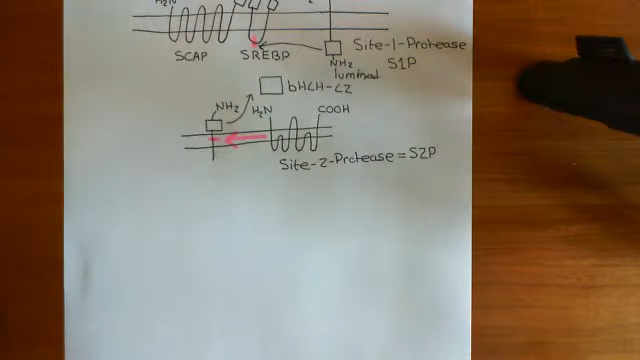 H₂N
SCAP SREBP Site-1-Protease
NH₂ S1P
luminal
bHLH-LZ
NH₂ H₂N COOH
Site-2-Protease = S2P